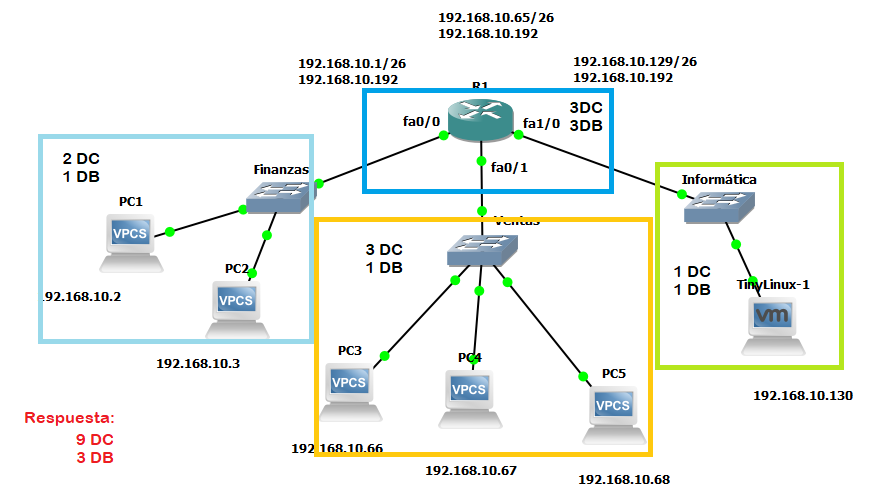 192.168.10.65/26
192.168.10.192
192.168.10.1/26
192.168.10.192
192.168.10.129/26
192.168.10.192
R1
fa0/0
fa1/0
3DC
3DB
fa0/1
2 DC
1 DB
Finanzas
Informática
PC1
VPCS
Ventas
3 DC
1 DB
PC2
1 DC
1 DB
TinyLinux-1
192.168.10.2
VPCS
vm
PC3
PC4
192.168.10.3
PC5
VPCS
VPCS
VPCS
192.168.10.130
Respuesta:
9 DC
3 DB
192.168.10.66
192.168.10.67
192.168.10.68